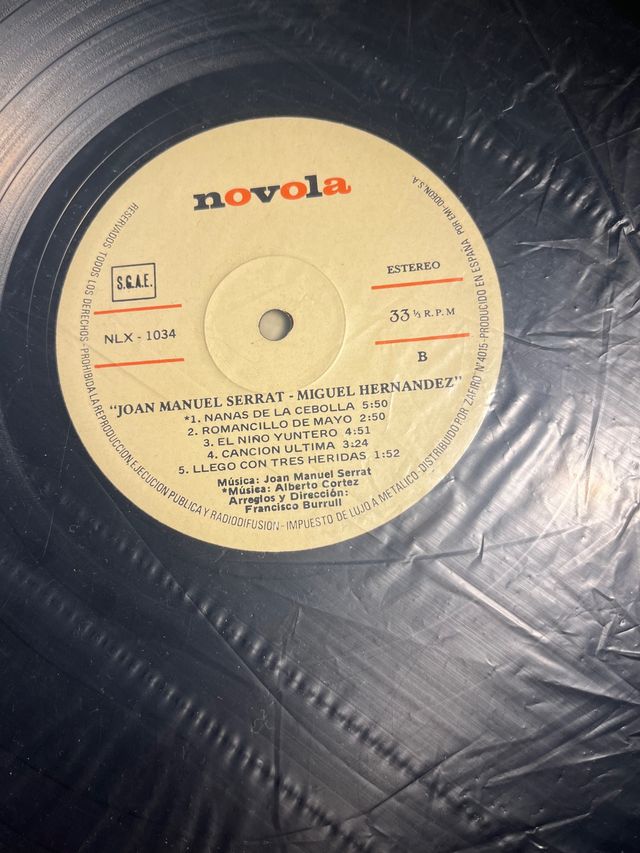 novola
S.G.A.E.
ESTEREO
NLX - 1034
33 ⅓ R.P.M
B
"JOAN MANUEL SERRAT - MIGUEL HERNANDEZ"
*1. NANAS DE LA CEBOLLA 5:50
2. ROMANCILLO DE MAYO 2:50
3. EL NIÑO YUNTERO 4:51
4. CANCION ULTIMA 3:24
5. LLEGO CON TRES HERIDAS 1:52
Música: Joan Manuel Serrat
*Música: Alberto Cortez
Arreglos y Dirección:
Francisco Burrull
RESERVADOS TODOS LOS DERECHOS - PROHIBIDA LA REPRODUCCION, EJECUCION PUBLICA Y RADIODIFUSION - IMPUESTO DE LUJO A METALICO - DISTRIBUIDO POR ZAFIRO Nº 4015 - PRODUCIDO EN ESPAÑA POR EMI-ODEON, S.A.